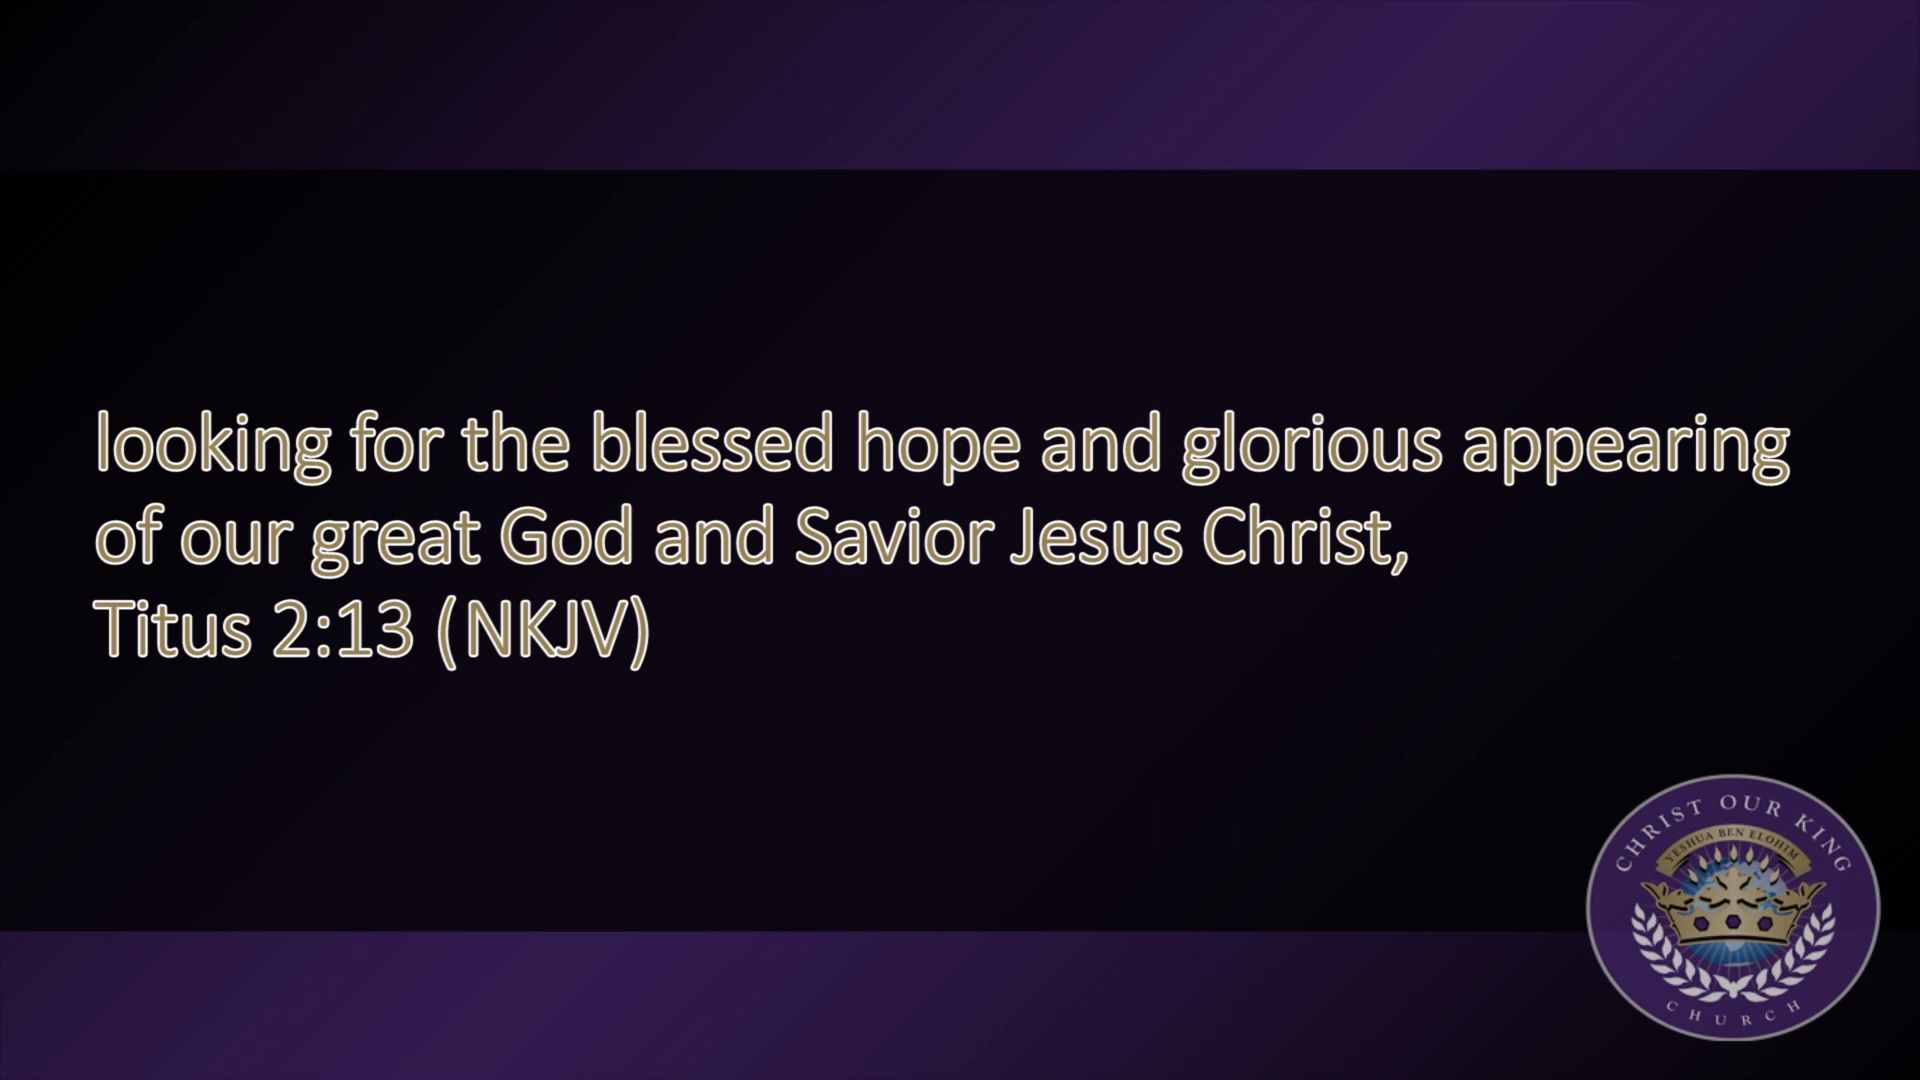 looking for the blessed hope and glorious appearing
of our great God and Savior Jesus Christ,
Titus 2:13 (NKJV)
CHRIST OUR KING
YESHUA BEN ELOHIM
CHURCH